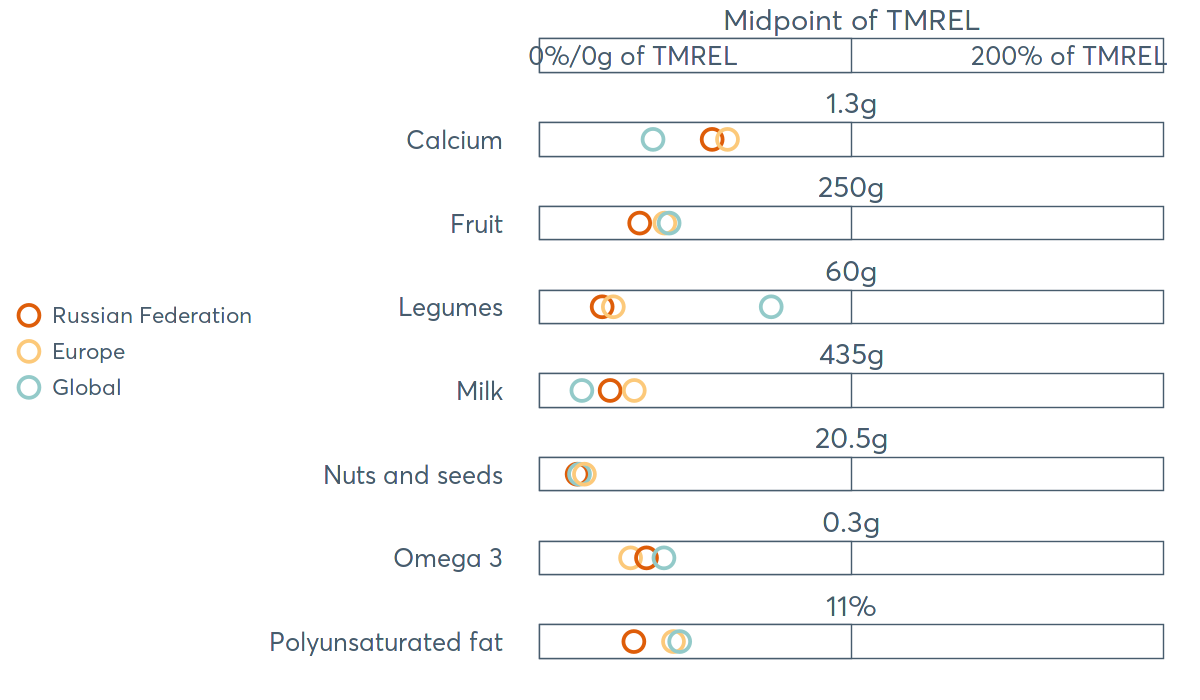 Midpoint of TMREL
0%/0g of TMREL
200% of TMREL
1.3g
Calcium
250g
Fruit
60g
Legumes
Russian Federation
Europe
Global
435g
Milk
20.5g
Nuts and seeds
0.3g
Omega 3
11%
Polyunsaturated fat